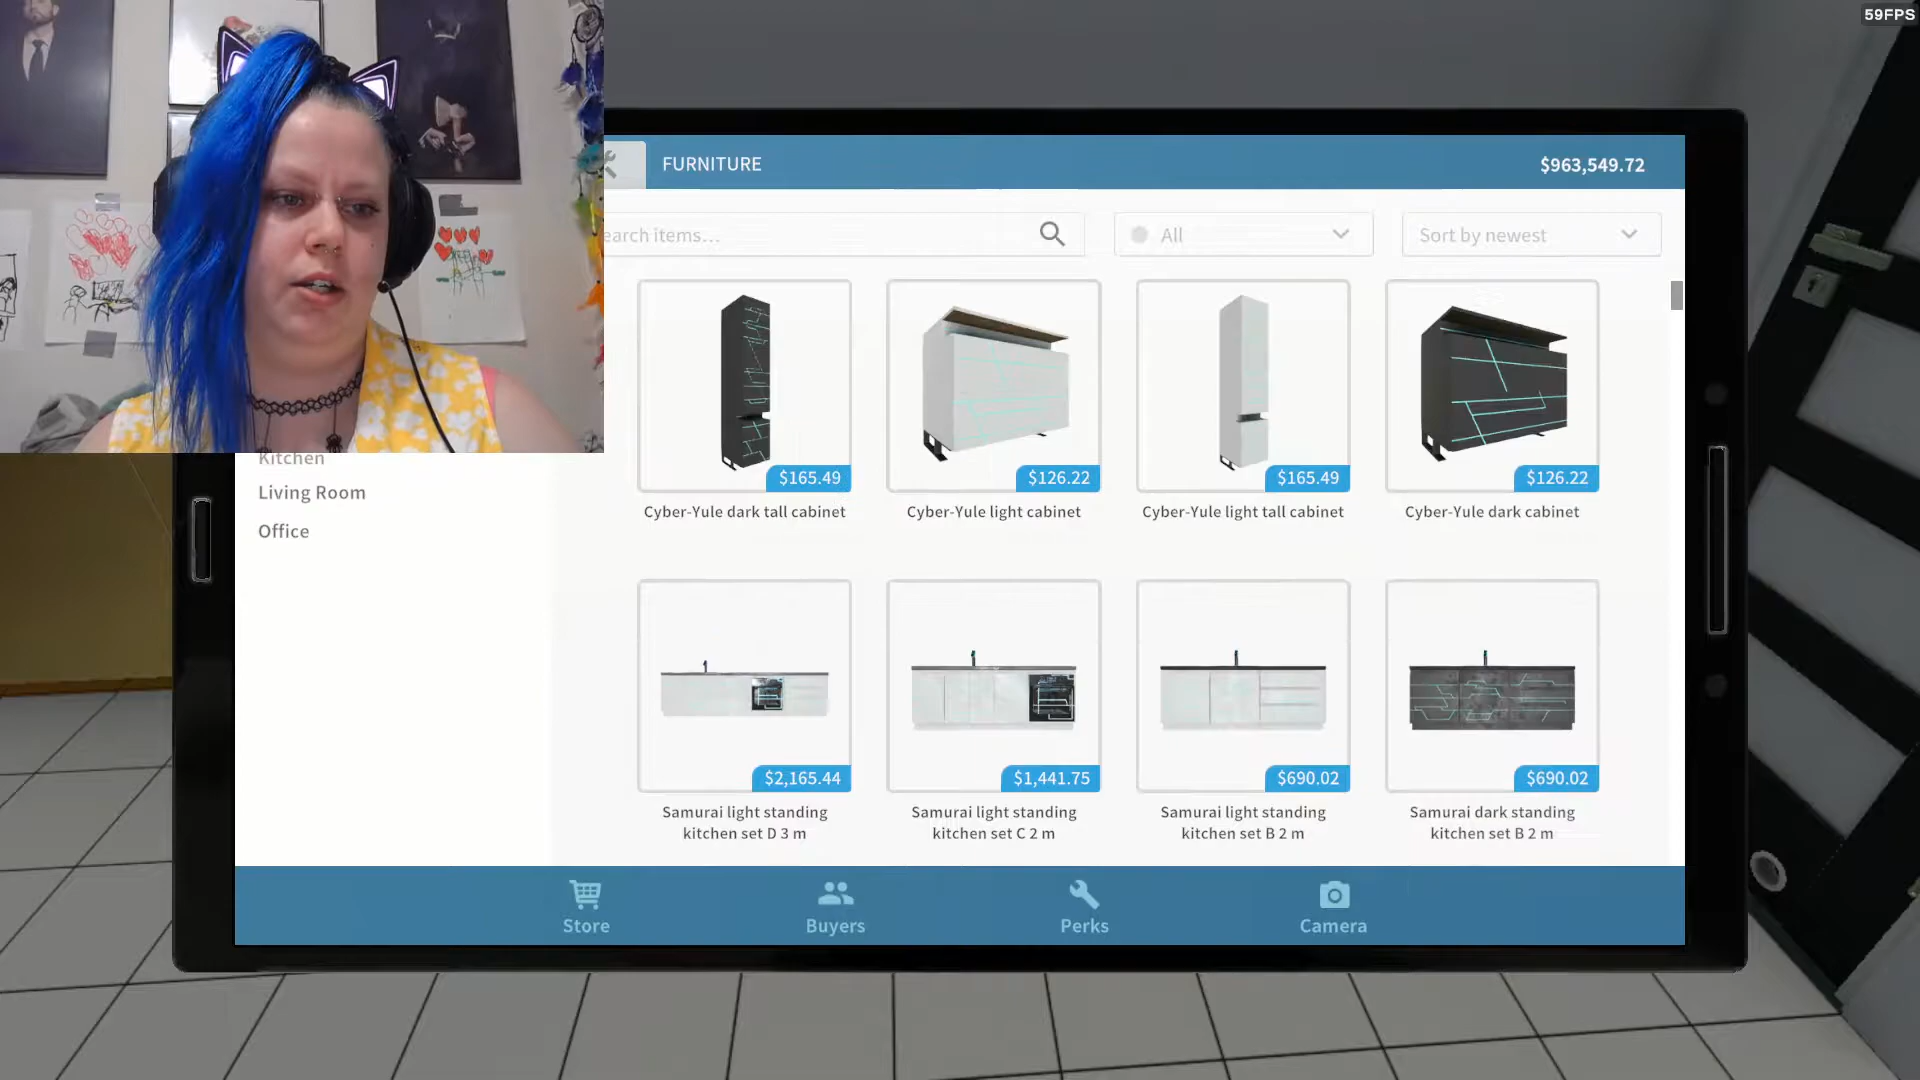 59FPS
FURNITURE
$963,549.72
earch items...
All
Sort by newest
Kitchen
Living Room
Office
$165.49
$126.22
$165.49
$126.22
Cyber-Yule dark tall cabinet
Cyber-Yule light cabinet
Cyber-Yule light tall cabinet
Cyber-Yule dark cabinet
$2,165.44
$1,441.75
$690.02
$690.02
Samurai light standing
kitchen set D 3 m
Samurai light standing
kitchen set C 2 m
Samurai light standing
kitchen set B 2 m
Samurai dark standing
kitchen set B 2 m
Store
Buyers
Perks
Camera